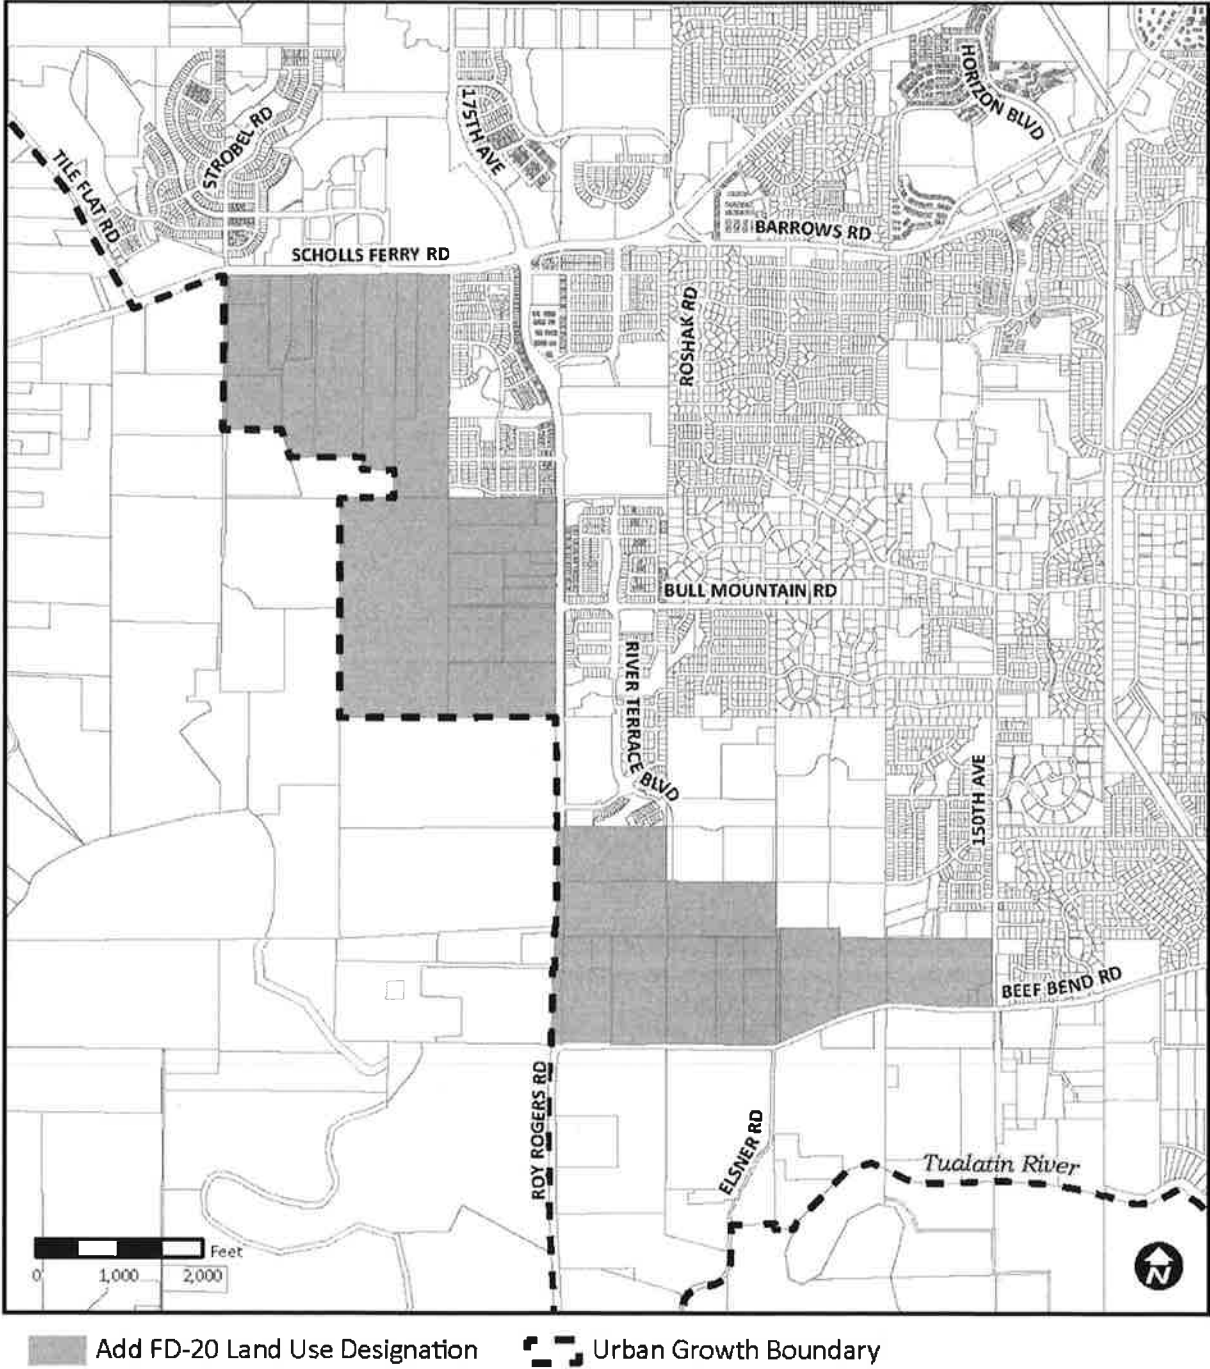 HORIZON BLVD
175TH AVE
STROBEL RD
TILE FLAT RD
BARROWS RD
SCHOLLS FERRY RD
ROSHAK RD
BULL MOUNTAIN RD
RIVER TERRACE BLVD
150TH AVE
BEEF BEND RD
ROY ROGERS RD
ELSNER RD
Tualatin River
Feet
0 1,000 2,000
N
Add FD-20 Land Use Designation
Urban Growth Boundary